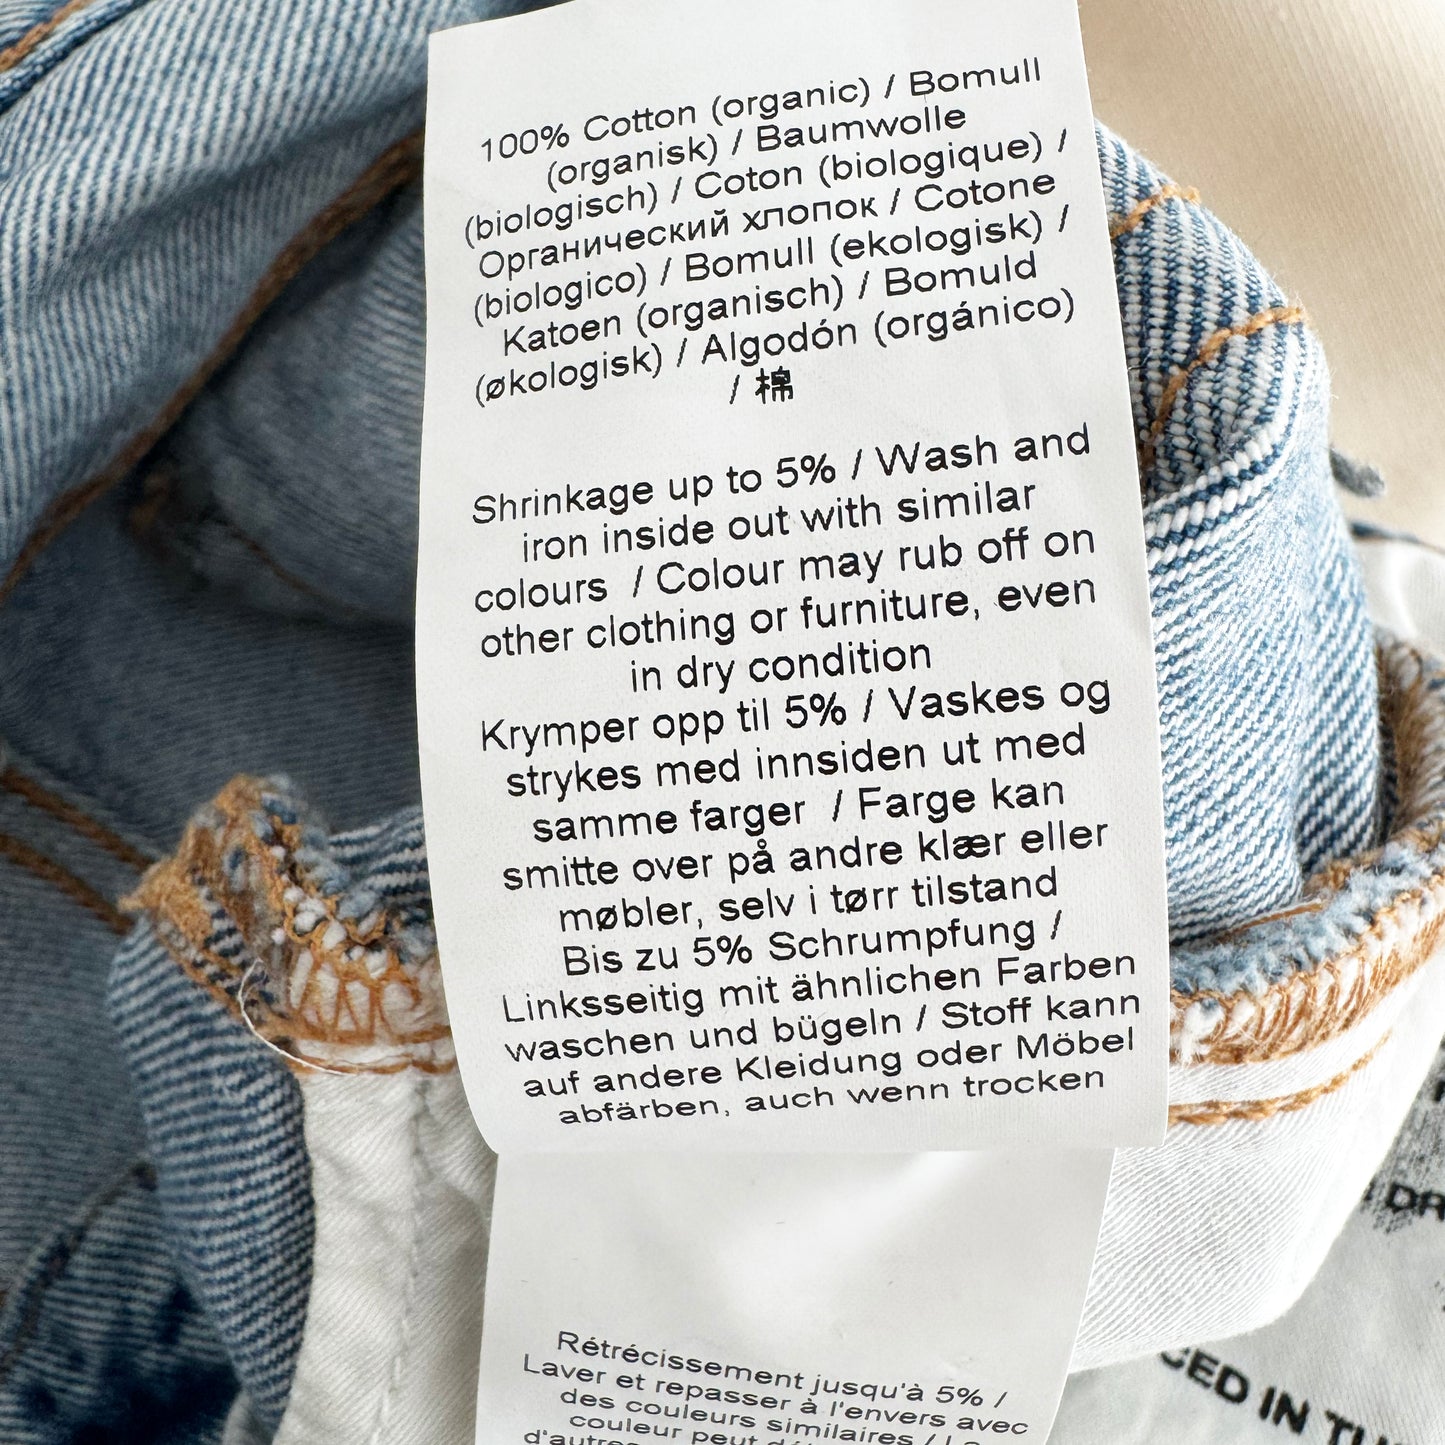 100% Cotton (organic) / Bomull
(organisk) / Baumwolle
(biologisch) / Coton (biologique) /
Органический хлопок / Cotone
(biologico) / Bomull (ekologisk) /
Katoen (organisch) / Bomuld
(økologisk) / Algodón (orgánico)
/ 棉
Shrinkage up to 5% / Wash and
iron inside out with similar
colours / Colour may rub off on
other clothing or furniture, even
in dry condition
Krymper opp til 5% / Vaskes og
strykes med innsiden ut med
samme farger / Farge kan
smitte over på andre klær eller
møbler, selv i tørr tilstand
Bis zu 5% Schrumpfung /
Linksseitig mit ähnlichen Farben
waschen und bügeln / Stoff kann
auf andere Kleidung oder Möbel
abfärben, auch wenn trocken
Rétrécissement jusqu'à 5% /
Laver et repasser à l'envers avec
des couleurs similaires /
couleur peut
IN